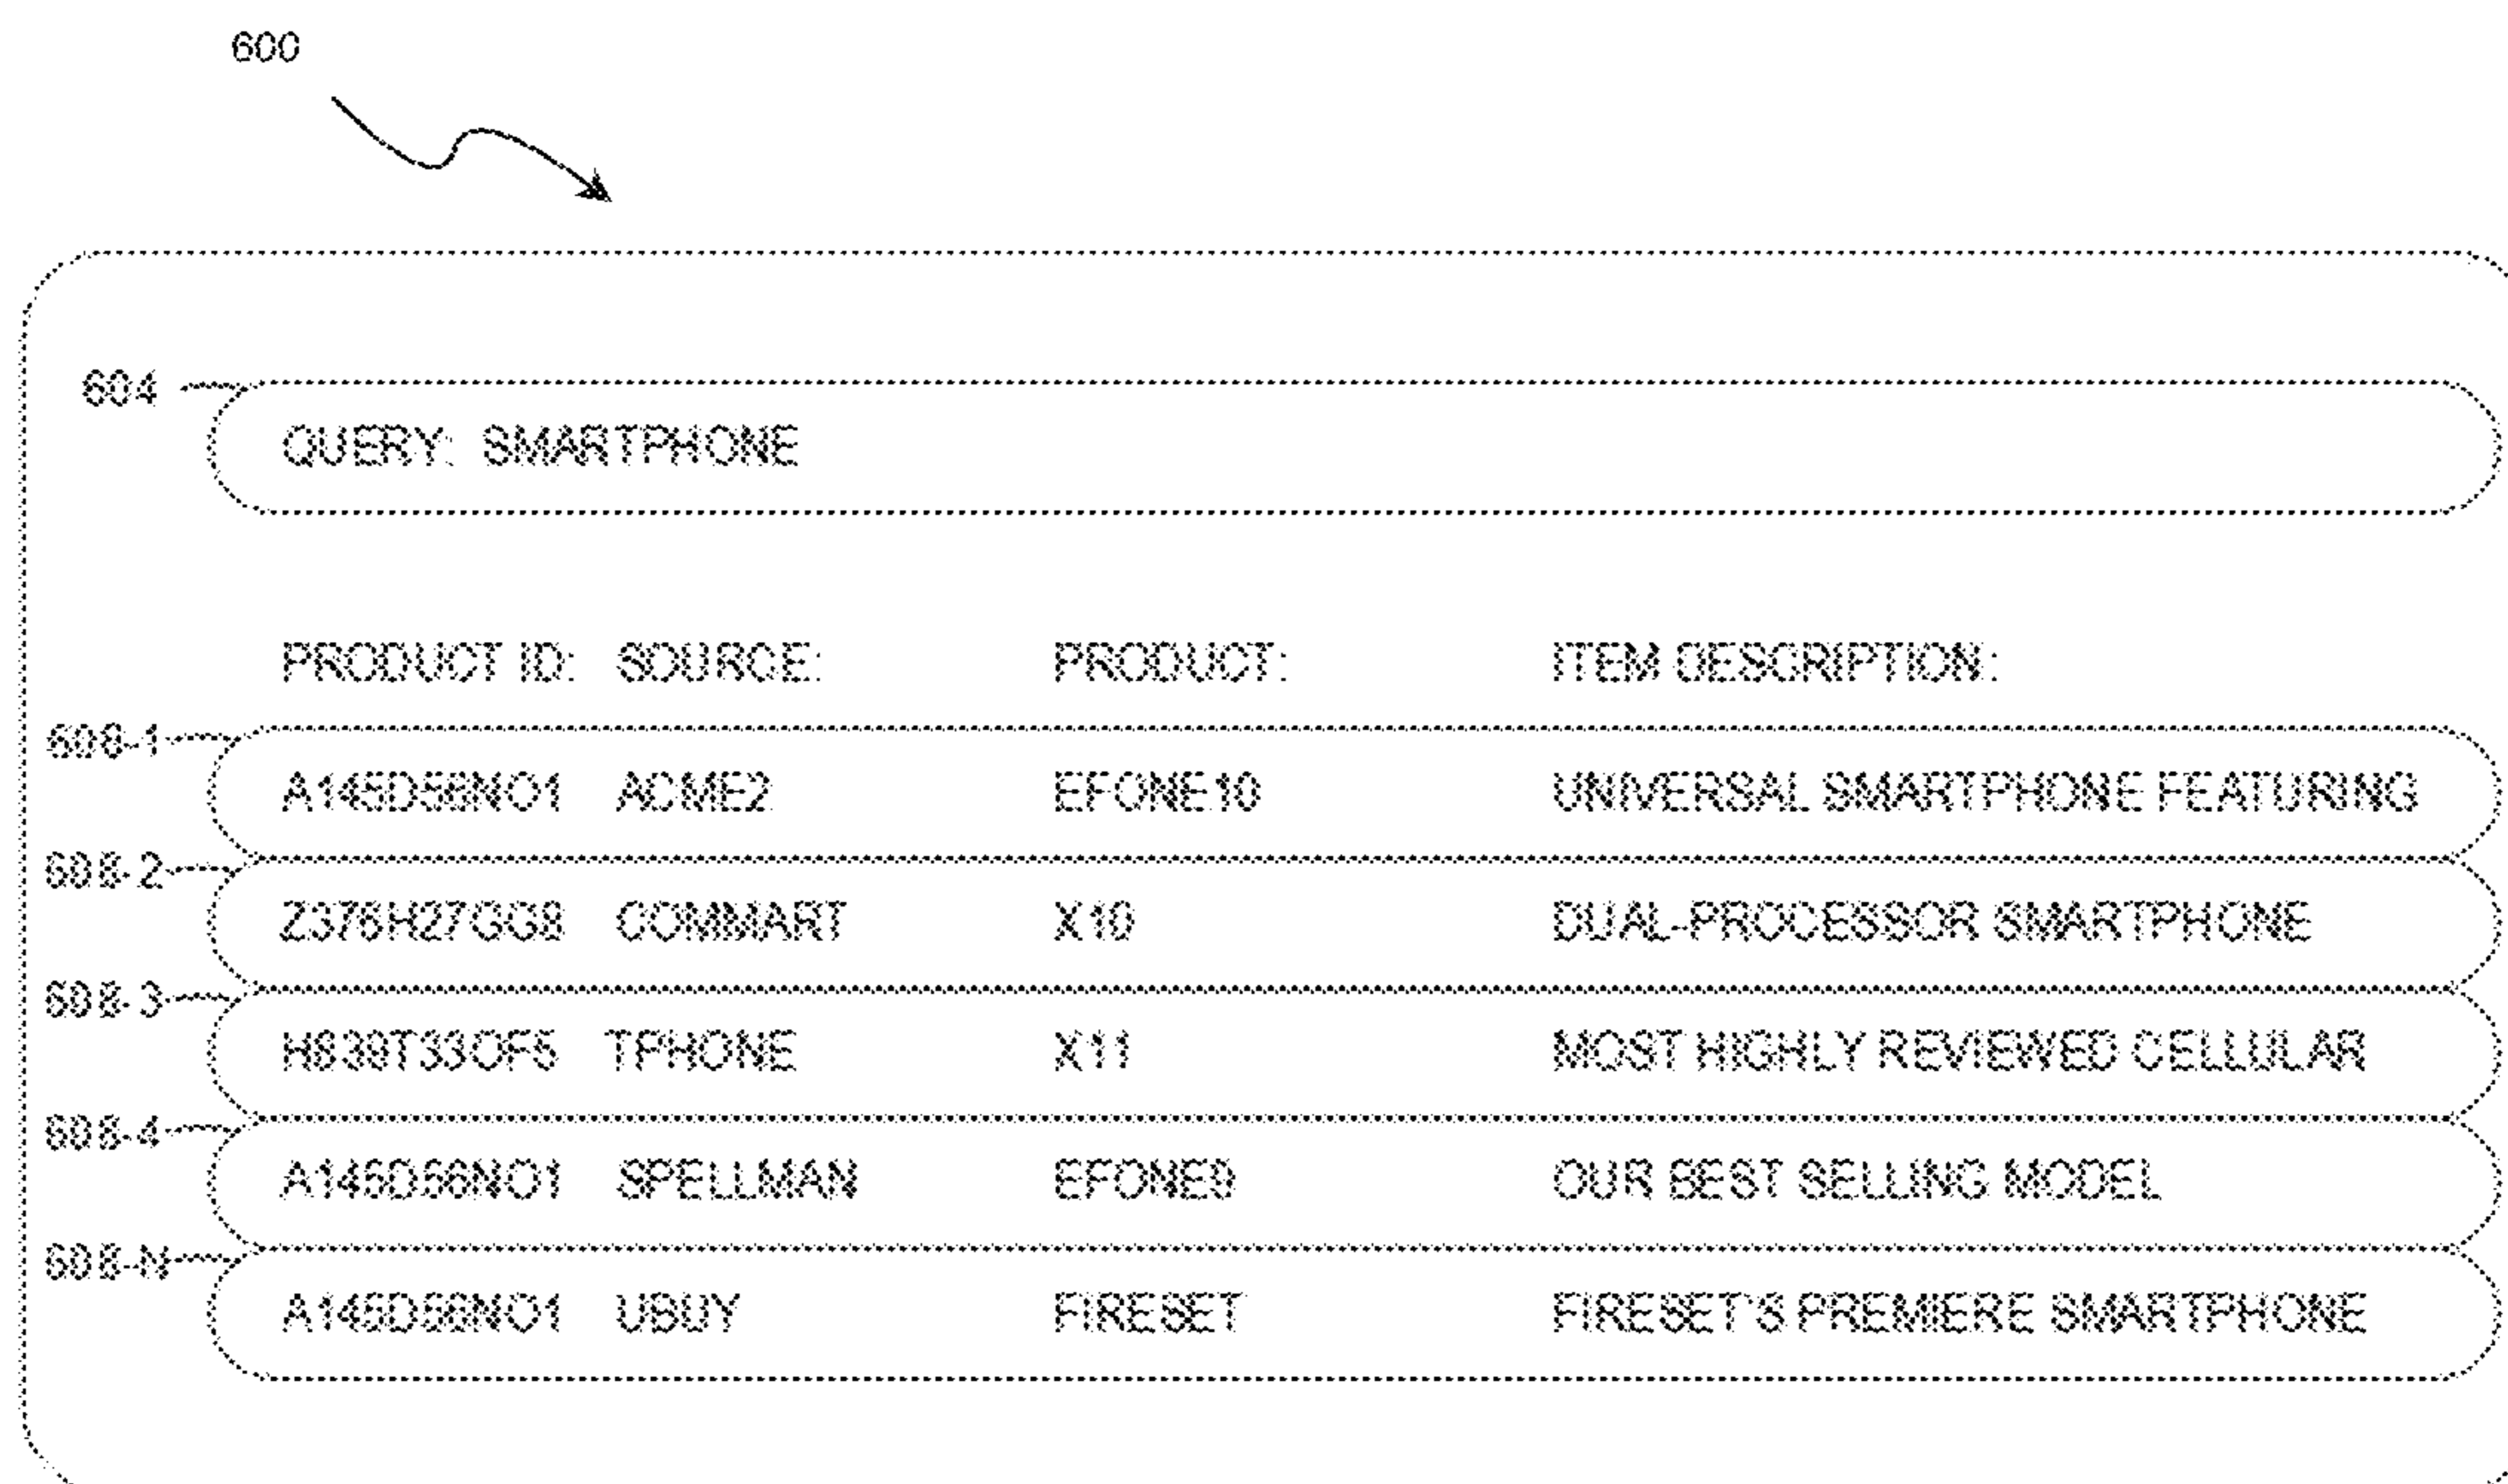 600
604
QUERY: SMARTPHONE
PRODUCT ID: SOURCE: PRODUCT: ITEM DESCRIPTION:
608-1
A145D56NO1 ACME2 EFONE10 UNIVERSAL SMARTPHONE FEATURING
608-2
Z376H27GG8 COMMART X10 DUAL-PROCESSOR SMARTPHONE
608-3
TPHONE X11 MOST HIGHLY REVIEWED CELLULAR
608-4
A145D56NO1 SPELLMAN EFONE9 OUR BEST SELLING MODEL
608-N
A145D56NO1 UBUY FIRESET FIRESET'S PREMIERE SMARTPHONE